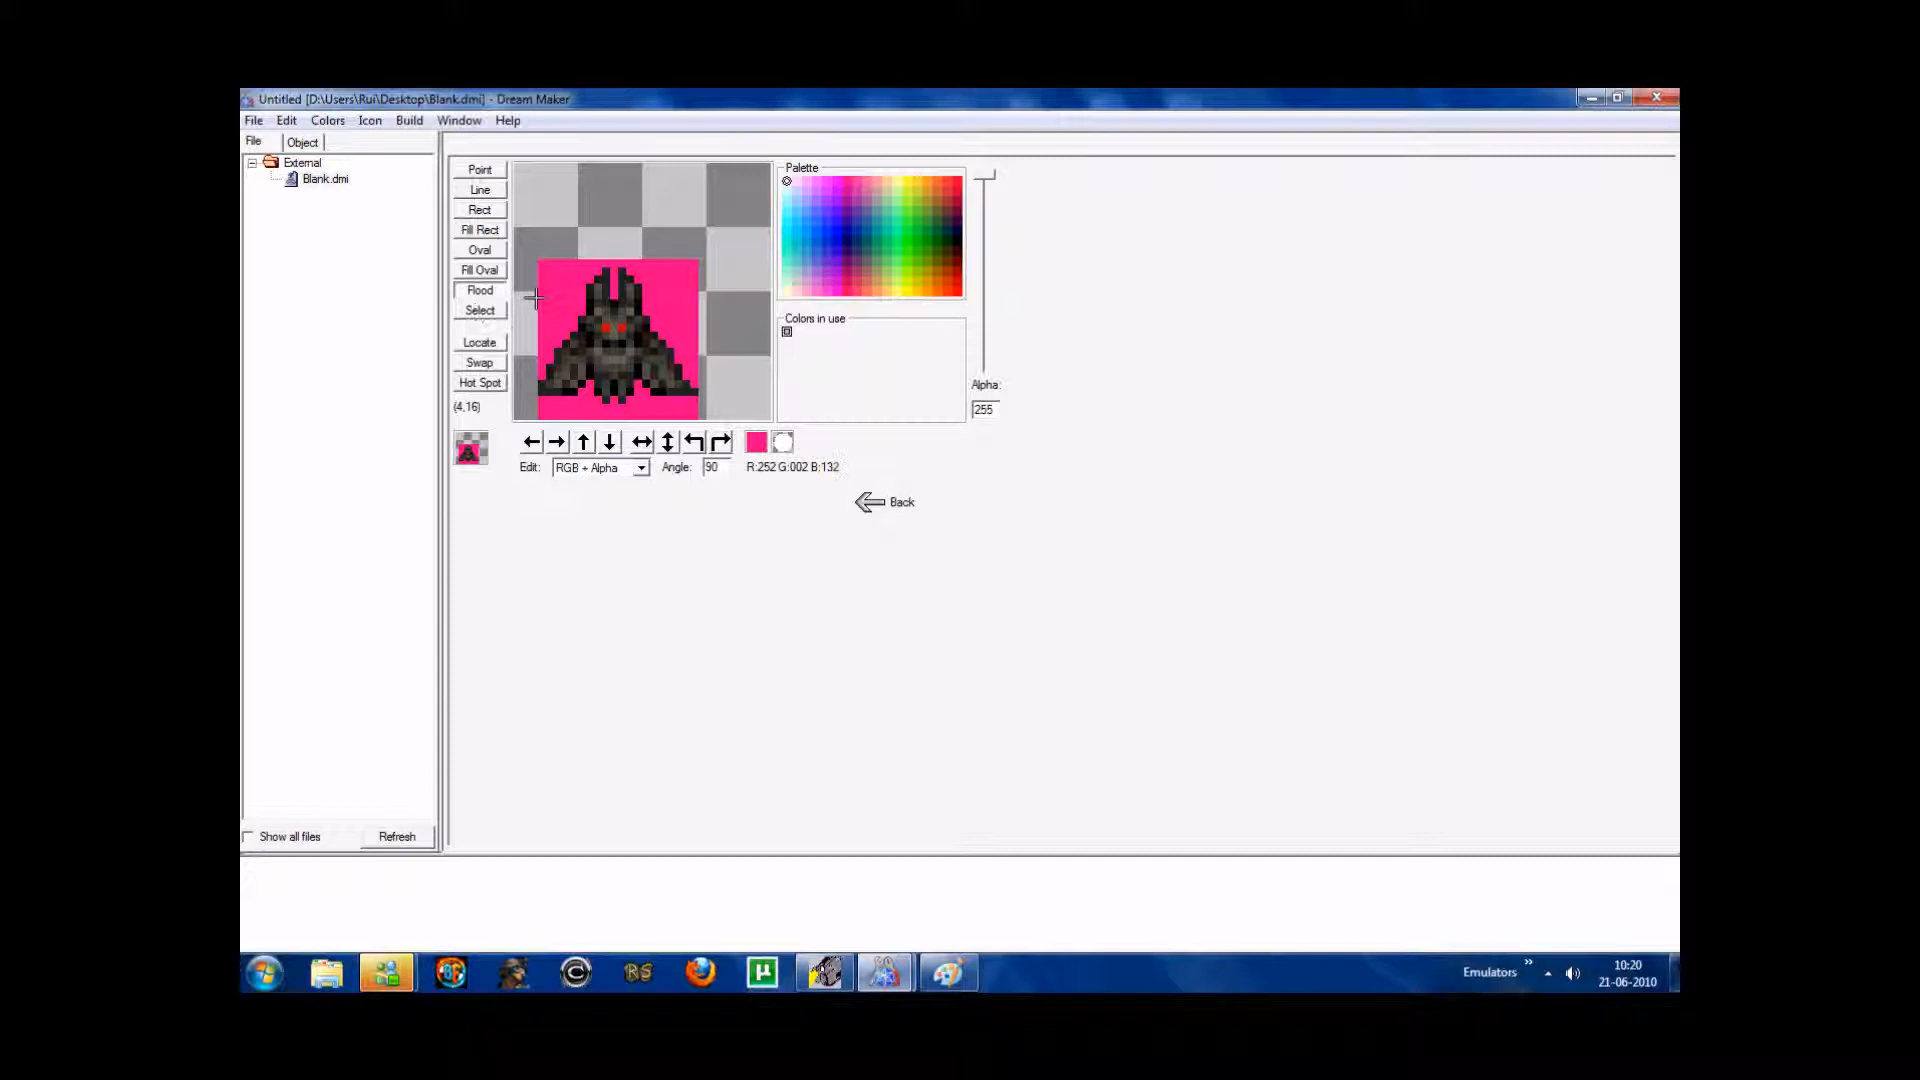 Untitled [D:\Users\Rui\Desktop\Blank.dmi] - Dream Maker
File Edit Colors Icon Build Window Help
File Object
External
Blank.dmi
Point
Line
Rect
Fill Rect
Oval
Fill Oval
Flood
Select
Locate
Swap
Hot Spot
(4,16)
Palette
Colors in use
Alpha:
255
Edit: RGB + Alpha Angle: 90 R:252 G:002 B:132
Back
Show all files Refresh
RS
µ
Emulators
10:20
21-06-2010